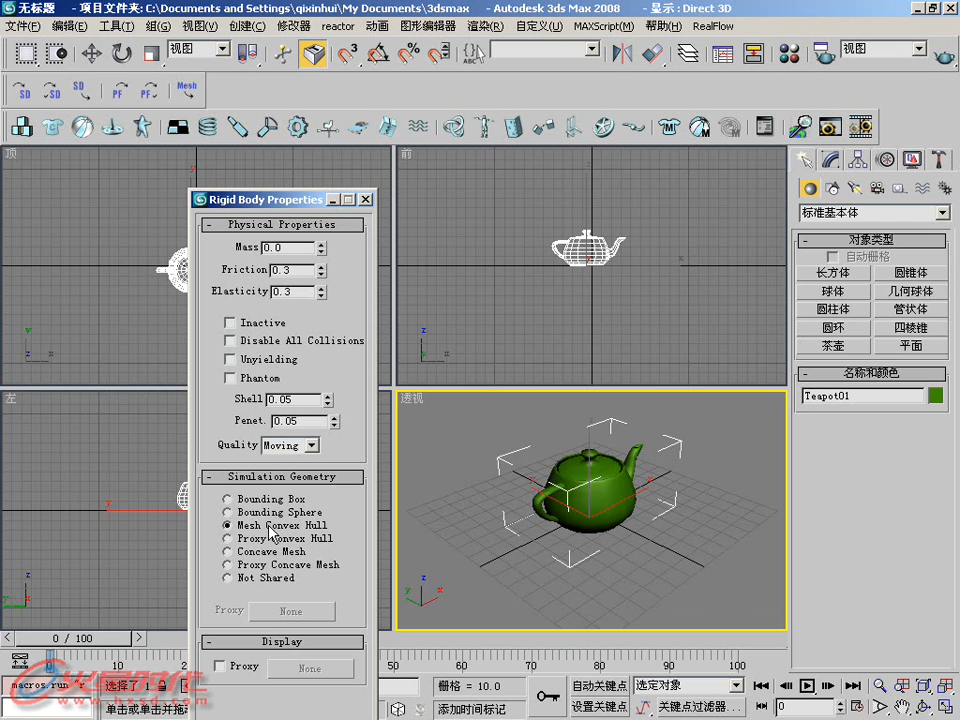 无标题 - 项目文件夹: C:\Documents and Settings\qixinhui\My Documents\3dsmax - Autodesk 3ds Max 2008 - 显示: Direct 3D
文件(F) 编辑(E) 工具(T) 组(G) 视图(V) 创建(C) 修改器 reactor 动画 图形编辑器 渲染(R) 自定义(U) MAXScript(M) 帮助(H) RealFlow
视图 3 % ABC 视图
SD SD SD PF PF Mesh
顶
前
左
透视
Rigid Body Properties
- Physical Properties
Mass 0.0
Friction 0.3
Elasticity 0.3
Inactive
Disable All Collisions
Unyielding
Phantom
Shell 0.05
Penet. 0.05
Quality Moving
- Simulation Geometry
Bounding Box
Bounding Sphere
Mesh Convex Hull
Proxy Convex Hull
Concave Mesh
Proxy Concave Mesh
Not Shared
Proxy None
- Display
Proxy None
标准基本体
- 对象类型
自动栅格
长方体 圆锥体
球体 几何球体
圆柱体 管状体
圆环 四棱锥
茶壶 平面
- 名称和颜色
Teapot01
0 / 100
0 10 50 60 70 80 90 100
macros.run "r
选择了 1
栅格 = 10.0
自动关键点 选定对象
单击或单击并拖
添加时间标记
设置关键点 关键点过滤器...
0
火星时代